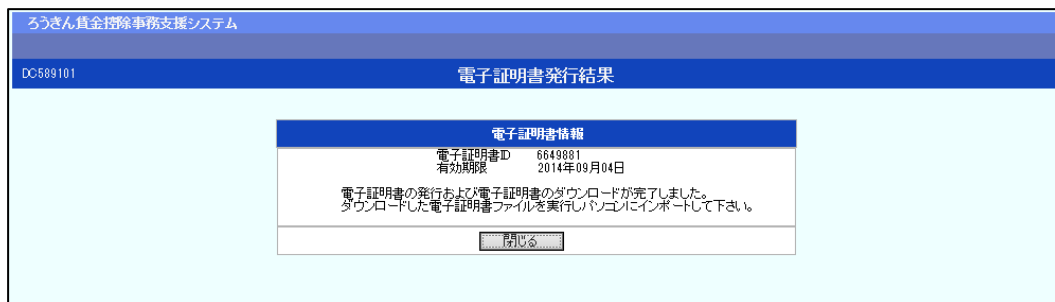 ろうきん賃金控除事務支援システム
DC589101
電子証明書発行結果
電子証明書情報
電子証明書ID 6649881
有効期限 2014年09月04日
電子証明書の発行および電子証明書のダウンロードが完了しました。
ダウンロードした電子証明書ファイルを実行しパソコンにインポートして下さい。
閉じる